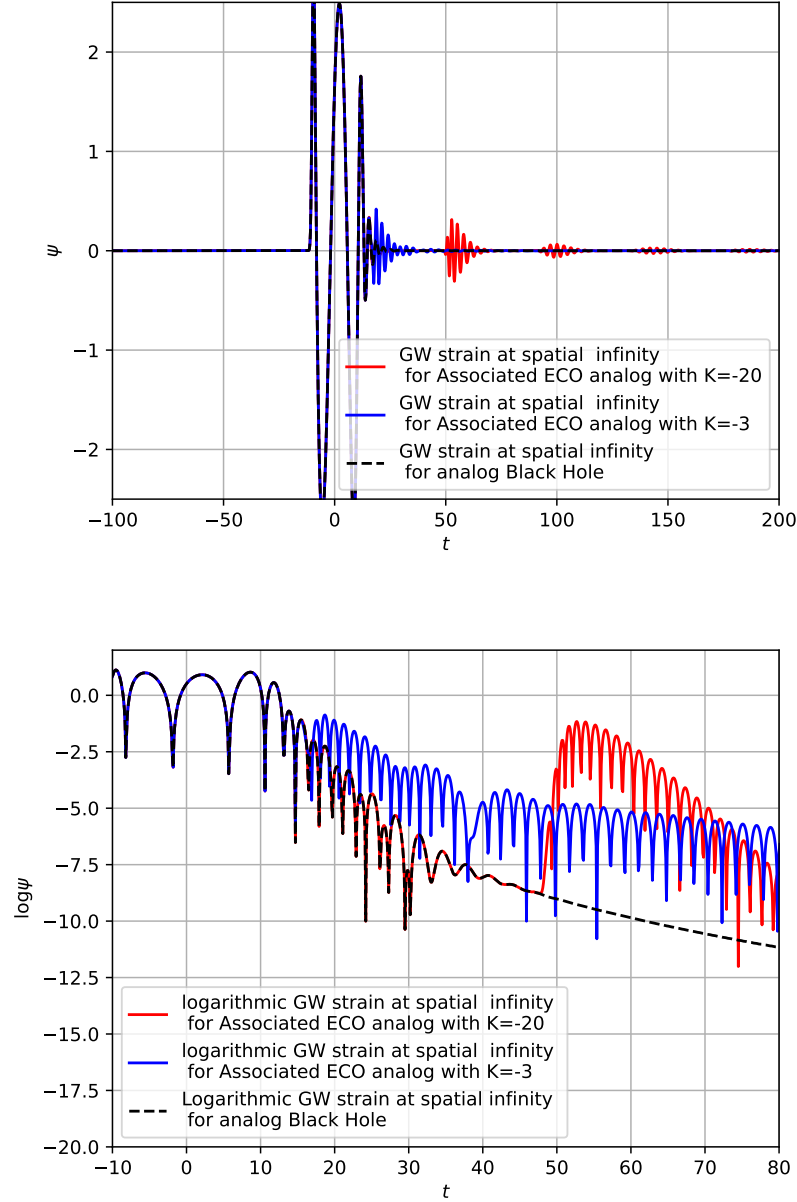 2
1
0
−1
−2
ψ
GW strain at spatial  infinity
for Associated ECO analog with K=-20
GW strain at spatial  infinity
for Associated ECO analog with K=-3
GW strain at spatial infinity
for analog Black Hole
−100 −50 0 50 100 150 200
t
0.0
−2.5
−5.0
−7.5
−10.0
−12.5
−15.0
−17.5
−20.0
logψ
logarithmic GW strain at spatial  infinity
for Associated ECO analog with K=-20
logarithmic GW strain at spatial  infinity
for Associated ECO analog with K=-3
Logarithmic GW strain at spatial infinity
for analog Black Hole
−10 0 10 20 30 40 50 60 70 80
t